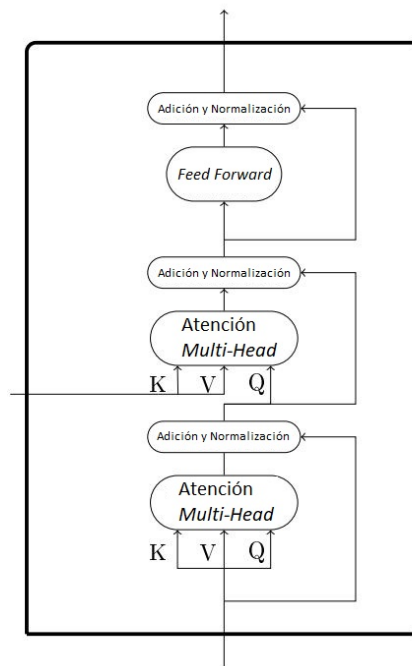 Adición y Normalización
Feed Forward
Adición y Normalización
Atención
Multi-Head
K V Q
Adición y Normalización
Atención
Multi-Head
K V Q